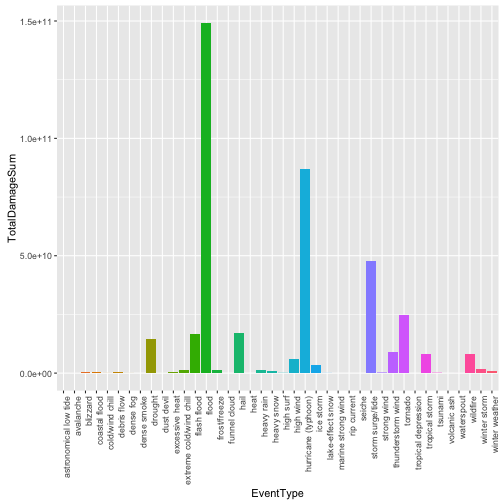 TotalDamageSum
1.5e+11
1.0e+11
5.0e+10
0.0e+00
astronomical low tide
avalanche
blizzard
coastal flood
cold/wind chill
debris flow
dense fog
dense smoke
drought
dust devil
excessive heat
extreme cold/wind chill
flash flood
flood
frost/freeze
funnel cloud
hail
heat
heavy rain
heavy snow
high surf
high wind
hurricane (typhoon)
ice storm
lake-effect snow
marine strong wind
rip current
seiche
storm surge/tide
strong wind
thunderstorm wind
tornado
tropical depression
tropical storm
tsunami
volcanic ash
waterspout
wildfire
winter storm
winter weather
EventType